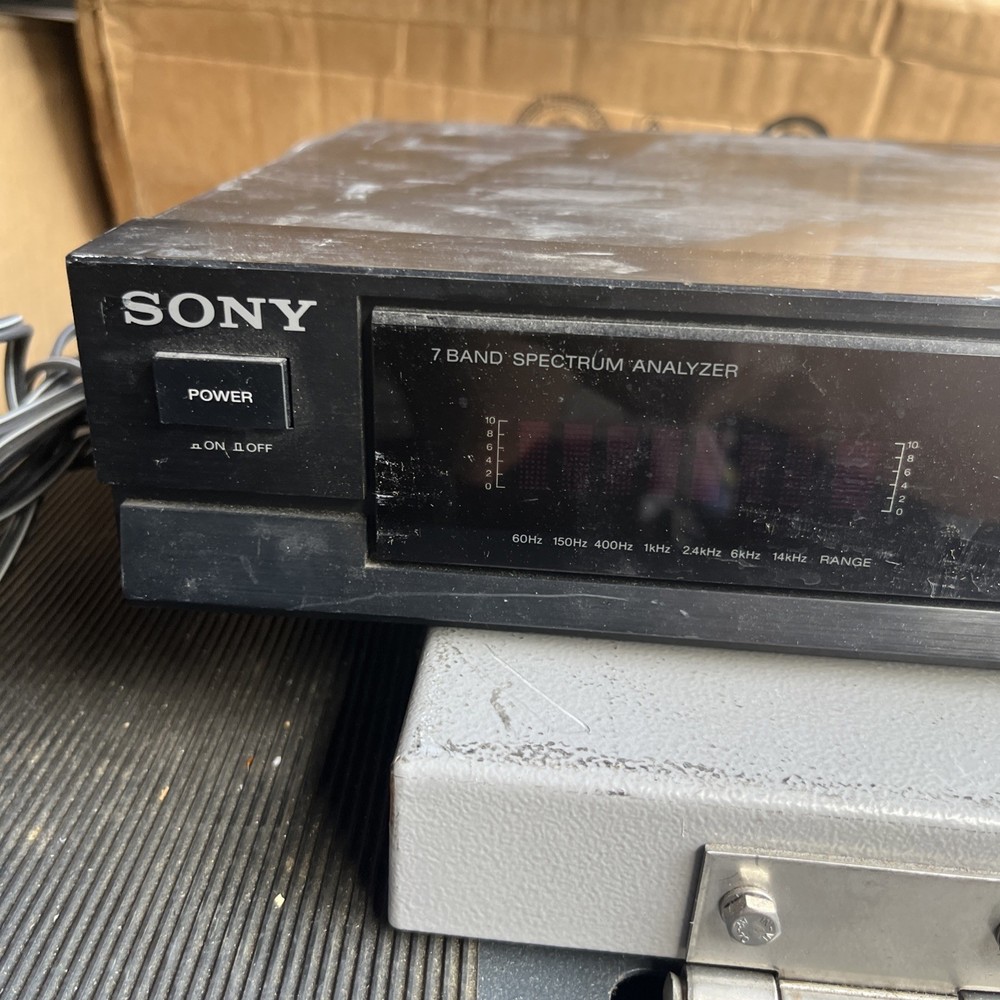 SONY
7 BAND SPECTRUM ANALYZER
POWER
ON OFF
10 10
8 8
6 6
4 4
2 2
0 0
60Hz 150Hz 400Hz 1kHz 2.4kHz 6kHz 14kHz RANGE